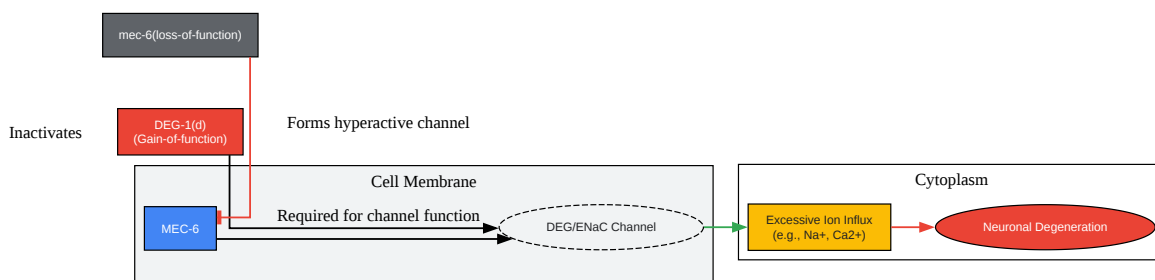 mec-6(loss-of-function)
Inactivates
DEG-1(d)
(Gain-of-function)
Forms hyperactive channel
Cell Membrane
Cytoplasm
MEC-6
Required for channel function
DEG/ENaC Channel
Excessive Ion Influx
(e.g., Na+, Ca2+)
Neuronal Degeneration